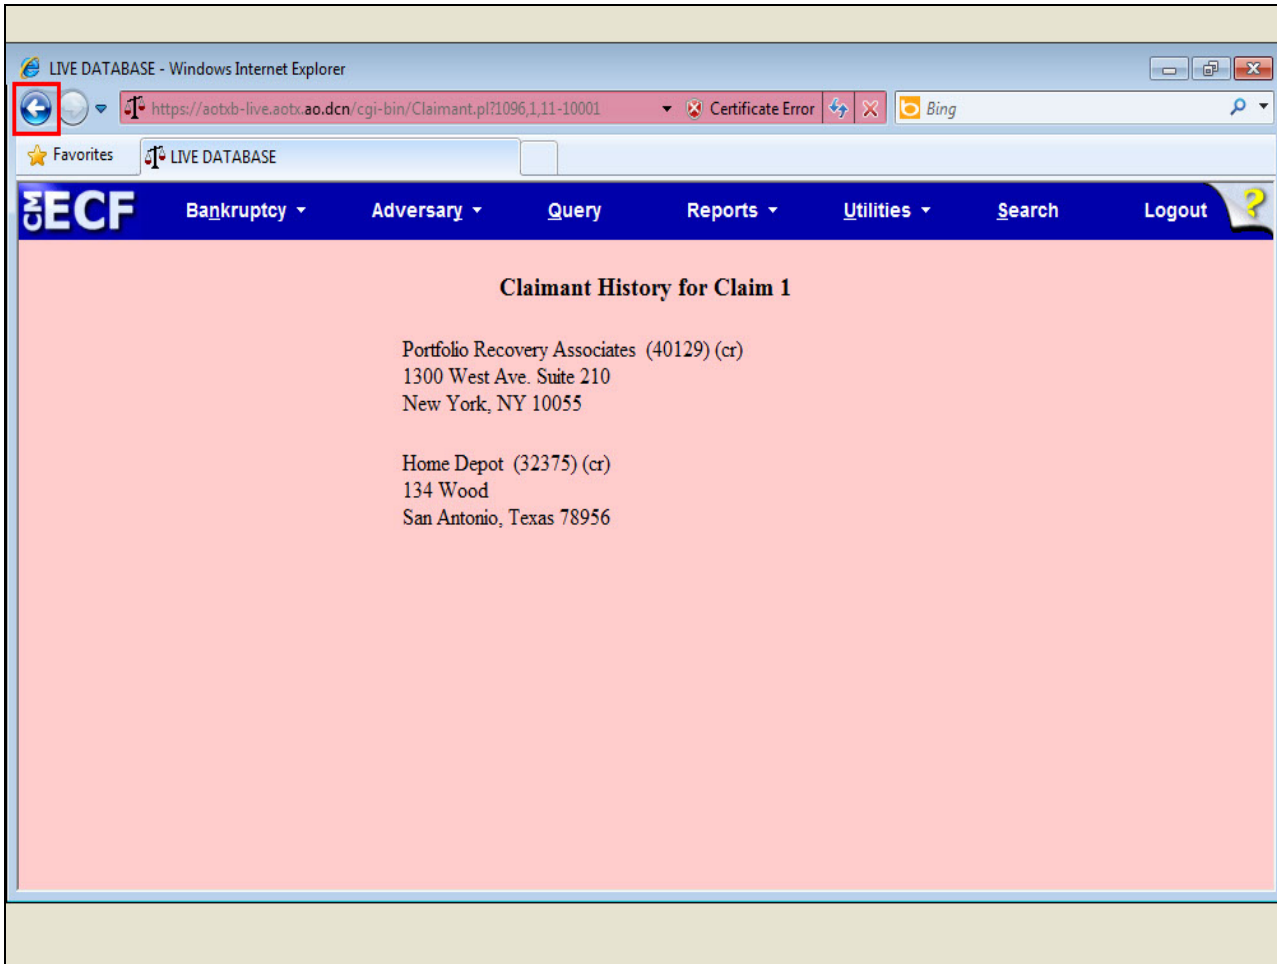 LIVE DATABASE - Windows Internet Explorer
https://aotxb-live.aotx.ao.dcn/cgi-bin/Claimant.pl?1096,1,11-10001 Certificate Error Bing
Favorites LIVE DATABASE
CM ECF Bankruptcy Adversary Query Reports Utilities Search Logout ?
Claimant History for Claim 1
Portfolio Recovery Associates (40129) (cr)
1300 West Ave. Suite 210
New York, NY 10055
Home Depot (32375) (cr)
134 Wood
San Antonio, Texas 78956